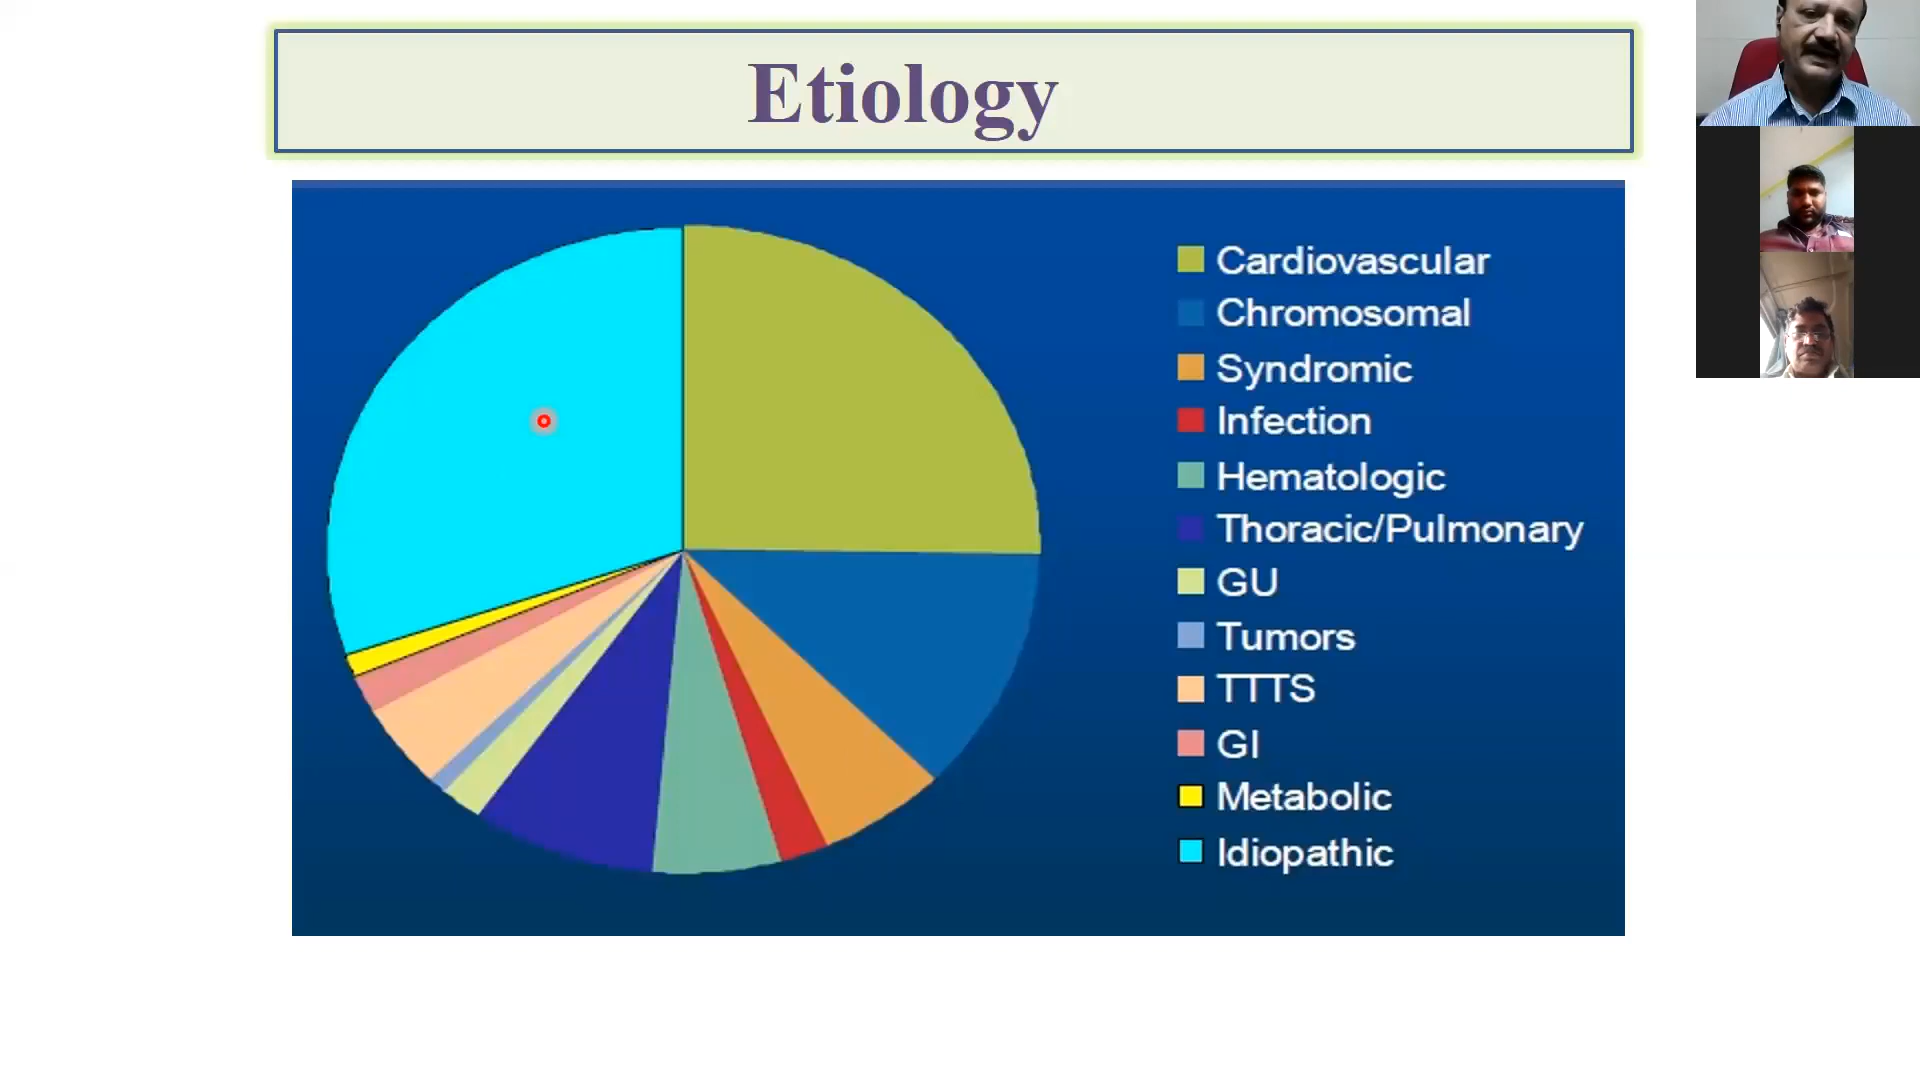 Etiology
Cardiovascular
Chromosomal
Syndromic
Infection
Hematologic
Thoracic/Pulmonary
GU
Tumors
TTTS
GI
Metabolic
Idiopathic